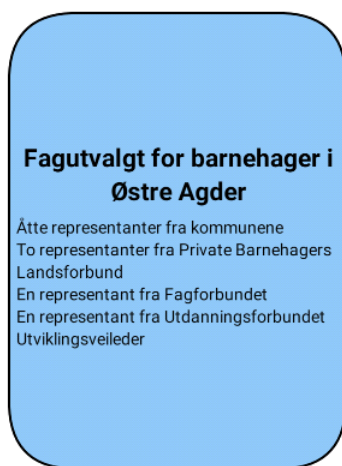 Fagutvalgt for barnehager i
Østre Agder
Åtte representanter fra kommunene
To representanter fra Private Barnehagers
Landsforbund
En representant fra Fagforbundet
En representant fra Utdanningsforbundet
Utviklingsveileder